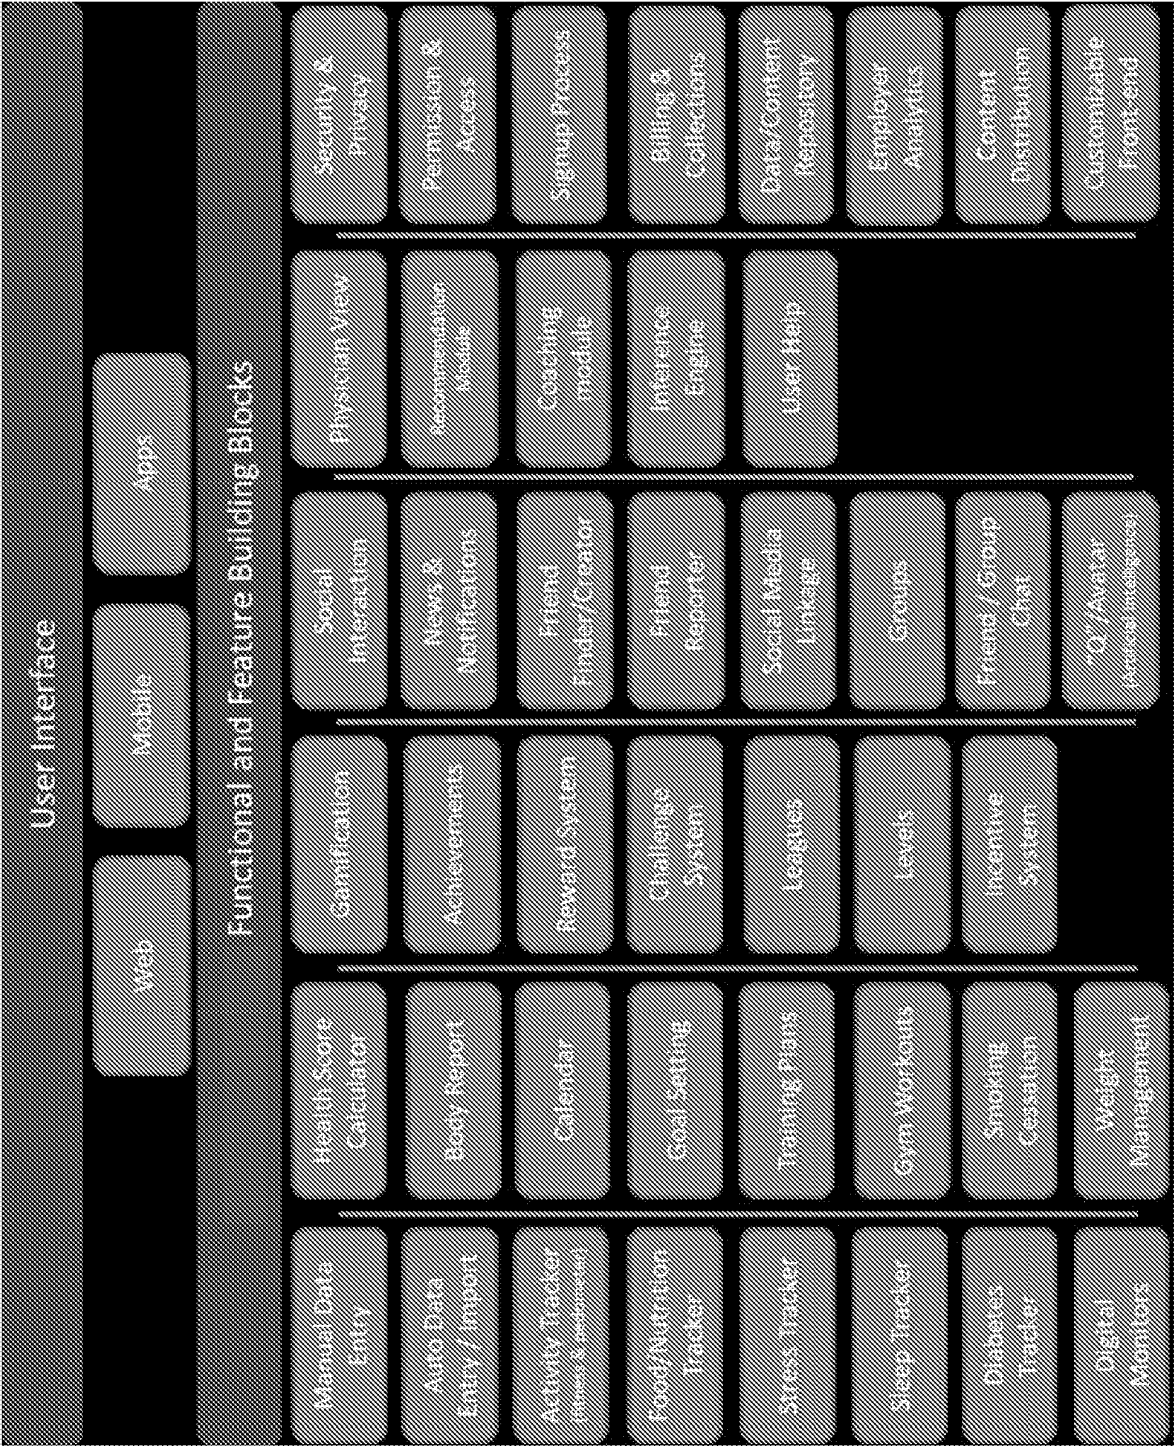 User Interface
Web
Mobile
Apps
Functional and Feature Building Blocks
Manual Data
Entry
Auto Data
Entry / Import
Activity Tracker
Food/Nutrition
Tracker
Stress Tracker
Sleep Tracker
Diabetes
Tracker
Digital
Monitors
Health Score
Calculator
Body Report
Calendar
Goal Setting
Training Plans
Gym Workouts
Smoking
Cessation
Weight
Management
Gamification
Achievements
Reward System
Challenge
System
Leagues
Levels
Incentive
System
Social
Interaction
News &
Notifications
Friend
Finder/Creator
Friend
Reporter
Social Media
Linkage
Groups
Friend / Group
Chat
/Avatar
Intelligence)
Physician View
Recommendation
Module
Coaching
module
Inference
Engine
User Help
Security &
Privacy
Permission &
Access
Signup Process
Billing &
Collections
Data/Conten
Repository
Employer
Analytics
Content
Distribution
Customizable
Front-end